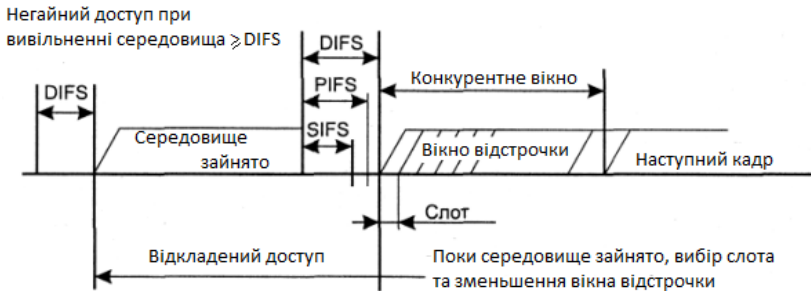 Негайний доступ при
вивільненні середовища ⩾ DIFS
DIFS
DIFS
PIFS
SIFS
Конкурентне вікно
Середовище
зайнято
Вікно відстрочки
Наступний кадр
Слот
Відкладений доступ
Поки середовище зайнято, вибір слота
та зменьшення вікна відстрочки